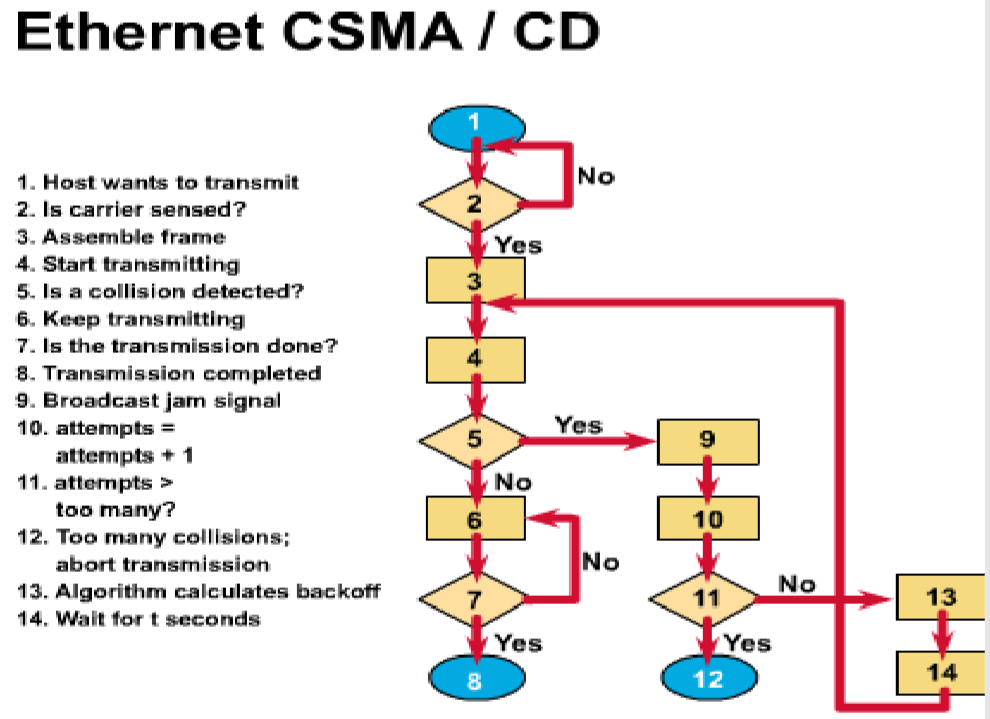 Ethernet CSMA / CD
1. Host wants to transmit
2. Is carrier sensed?
3. Assemble frame
4. Start transmitting
5. Is a collision detected?
6. Keep transmitting
7. Is the transmission done?
8. Transmission completed
9. Broadcast jam signal
10. attempts =
attempts + 1
11. attempts >
too many?
12. Too many collisions;
abort transmission
13. Algorithm calculates backoff
14. Wait for t seconds
1
No
2
Yes
3
4
5
Yes
9
No
6
10
No
7
11
No
13
Yes
Yes
8
12
14